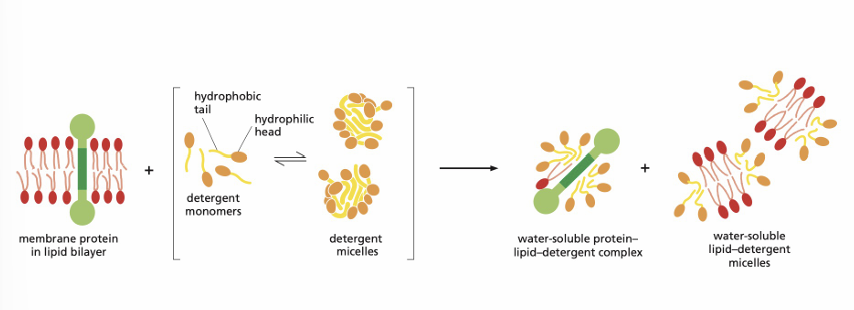 hydrophobic
tail
hydrophilic
head
+
detergent
monomers
membrane protein
in lipid bilayer
detergent
micelles
water-soluble protein–
lipid–detergent complex
+
water-soluble
lipid–detergent
micelles